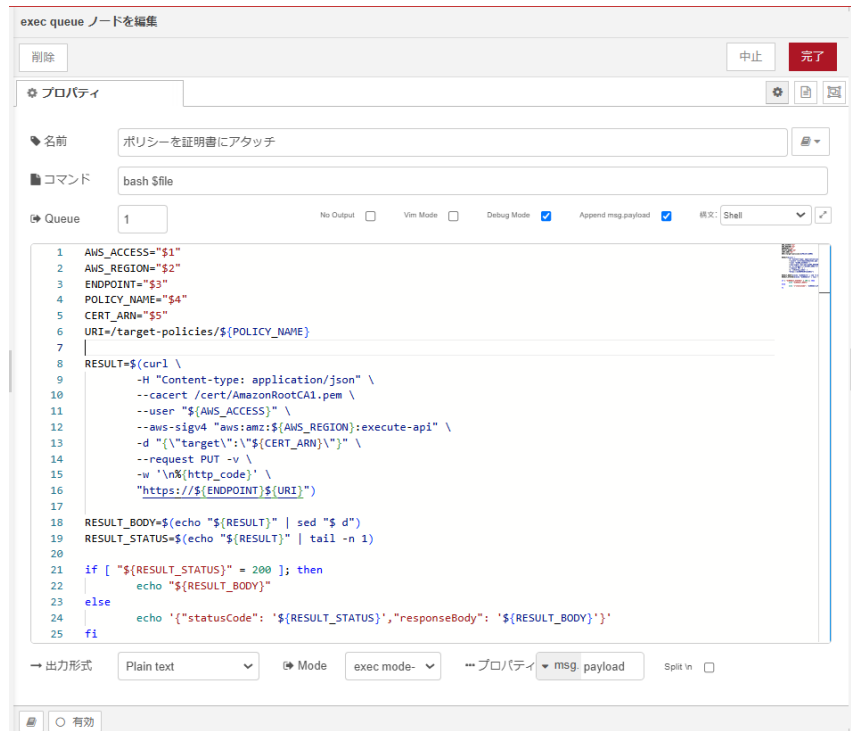 exec queue ノードを編集
削除
中止
完了
プロパティ
名前
ポリシーを証明書にアタッチ
コマンド
bash $file
Queue
1
No Output
Vim Mode
Debug Mode
Append msg.payload
構文:
Shell
1 AWS_ACCESS="$1"
2 AWS_REGION="$2"
3 ENDPOINT="$3"
4 POLICY_NAME="$4"
5 CERT_ARN="$5"
6 URI=/target-policies/${POLICY_NAME}
7
8 RESULT=$(curl \
9 -H "Content-type: application/json" \
10 --cacert /cert/AmazonRootCA1.pem \
11 --user "${AWS_ACCESS}" \
12 --aws-sigv4 "aws:amz:${AWS_REGION}:execute-api" \
13 -d "{\"target\":\"${CERT_ARN}\"}" \
14 --request PUT -v \
15 -w '\n%{http_code}' \
16 "https://${ENDPOINT}${URI}")
17
18 RESULT_BODY=$(echo "${RESULT}" | sed "$ d")
19 RESULT_STATUS=$(echo "${RESULT}" | tail -n 1)
20
21 if [ "${RESULT_STATUS}" = 200 ]; then
22 echo "${RESULT_BODY}"
23 else
24 echo '{"statusCode": '${RESULT_STATUS}',"responseBody": '${RESULT_BODY}'}'
25 fi
出力形式
Plain text
Mode
exec mode-
プロパティ
msg. payload
Split \n
有効